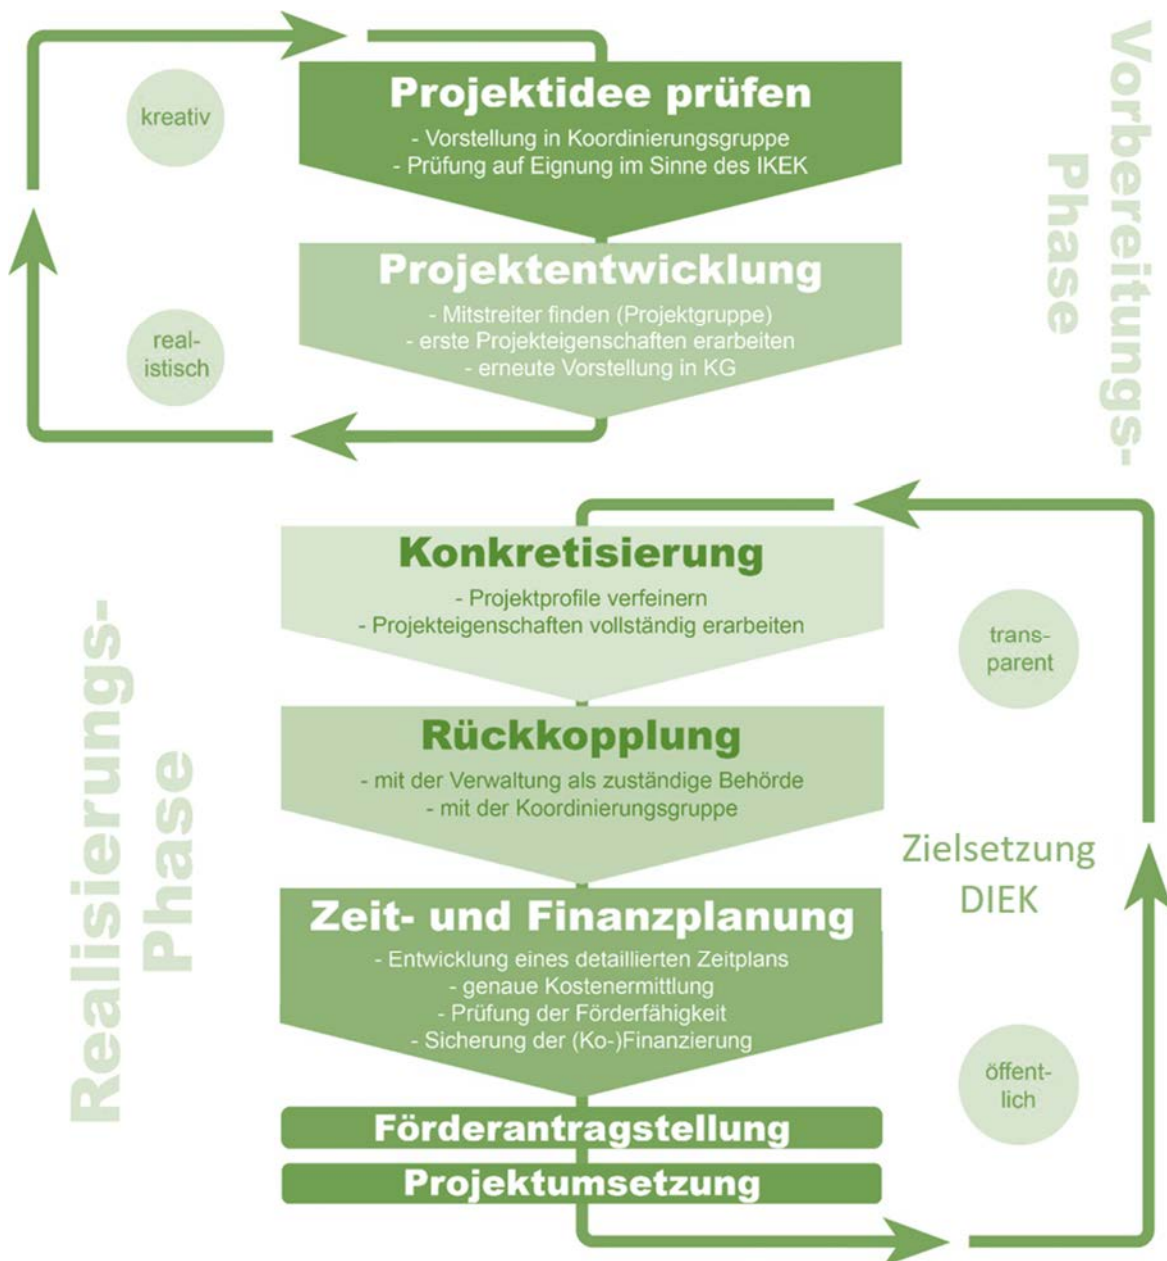 Vorbereitungs-
Phase
kreativ
Projektidee prüfen
- Vorstellung in Koordinierungsgruppe
- Prüfung auf Eignung im Sinne des IKEK
real-
istisch
Projektentwicklung
- Mitstreiter finden (Projektgruppe)
- erste Projekteigenschaften erarbeiten
- erneute Vorstellung in KG
Realisierungs-
Phase
Konkretisierung
- Projektprofile verfeinern
- Projekteigenschaften vollständig erarbeiten
trans-
parent
Rückkopplung
- mit der Verwaltung als zuständige Behörde
- mit der Koordinierungsgruppe
Zielsetzung
DIEK
Zeit- und Finanzplanung
- Entwicklung eines detaillierten Zeitplans
- genaue Kostenermittlung
- Prüfung der Förderfähigkeit
- Sicherung der (Ko-)Finanzierung
öffent-
lich
Förderantragstellung
Projektumsetzung